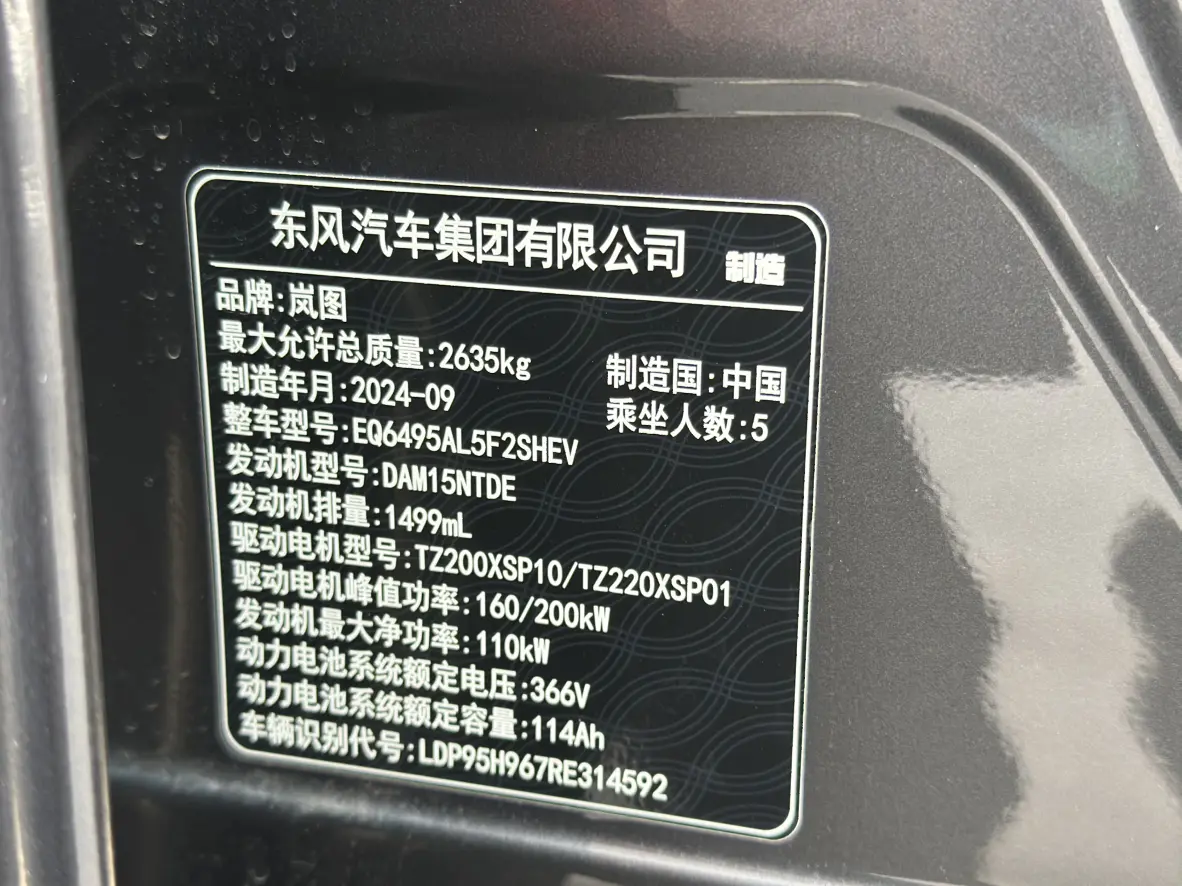 东风汽车集团有限公司 制造
品牌:岚图
最大允许总质量:2635kg
制造国:中国
制造年月:2024-09
乘坐人数:5
整车型号:EQ6495AL5F2SHEV
发动机型号:DAM15NTDE
发动机排量:1499mL
驱动电机型号:TZ200XSP10/TZ220XSP01
驱动电机峰值功率:160/200kW
发动机最大净功率:110kW
动力电池系统额定电压:366V
动力电池系统额定容量:114Ah
车辆识别代号:LDP95H967RE314592